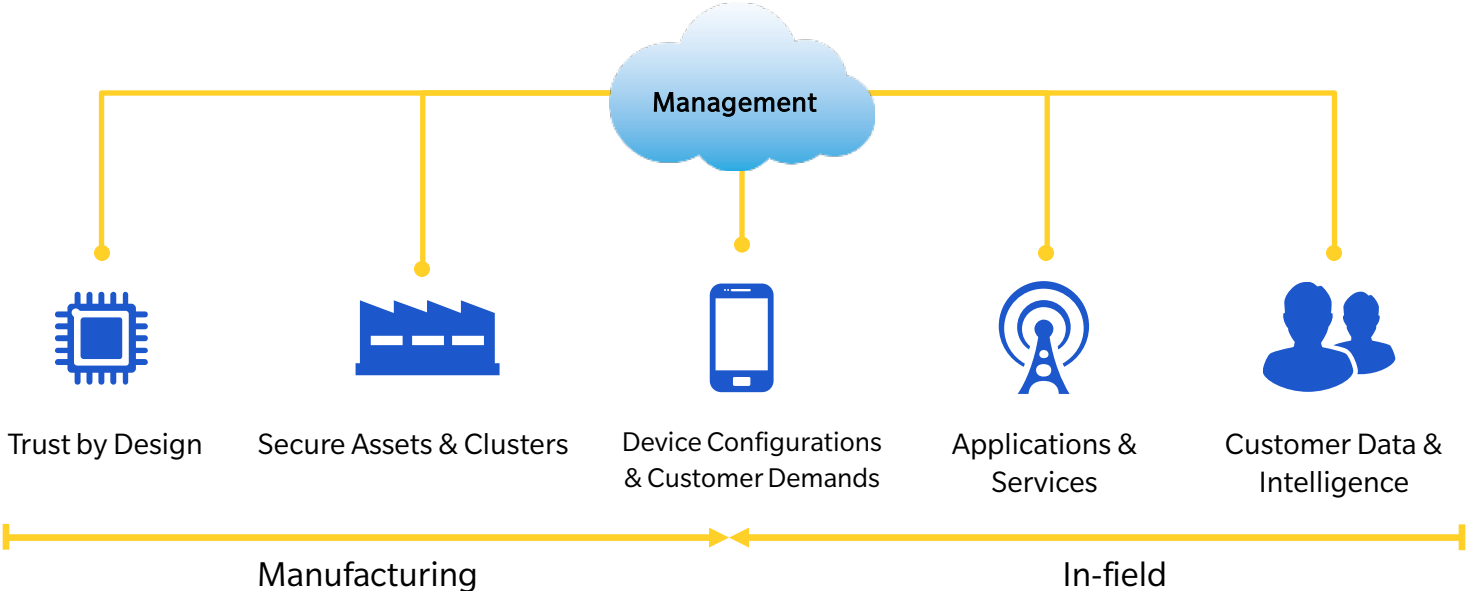 Management
Trust by Design
Secure Assets & Clusters
Device Configurations
& Customer Demands
Applications &
Services
Customer Data &
Intelligence
Manufacturing
In-field